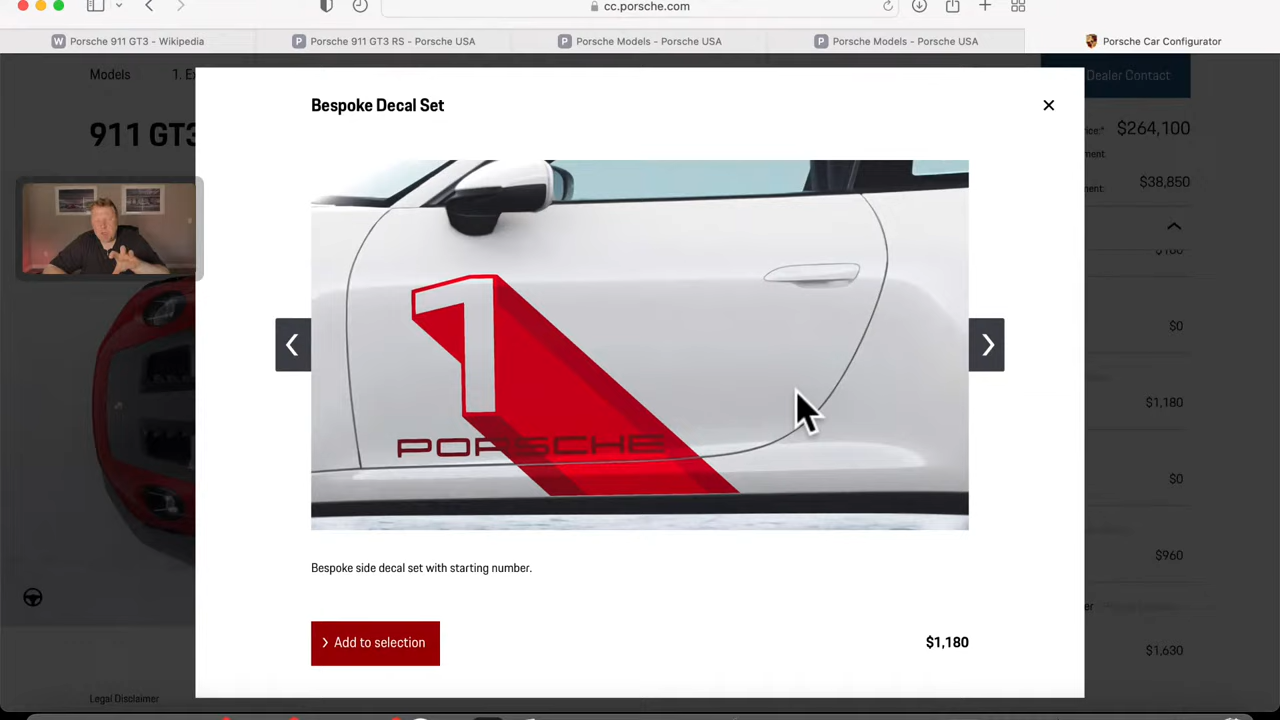 cc.porsche.com
W Porsche 911 GT3 - Wikipedia
P Porsche 911 GT3 RS - Porsche USA
P Porsche Models - Porsche USA
P Porsche Models - Porsche USA
Porsche Car Configurator
Models
1. E
Dealer Contact
911 GT3
Bespoke Decal Set
$264,100
$38,850
1
PORSCHE
$0
$1,180
$0
$960
$1,630
Bespoke side decal set with starting number.
Add to selection
$1,180
Legal Disclaimer